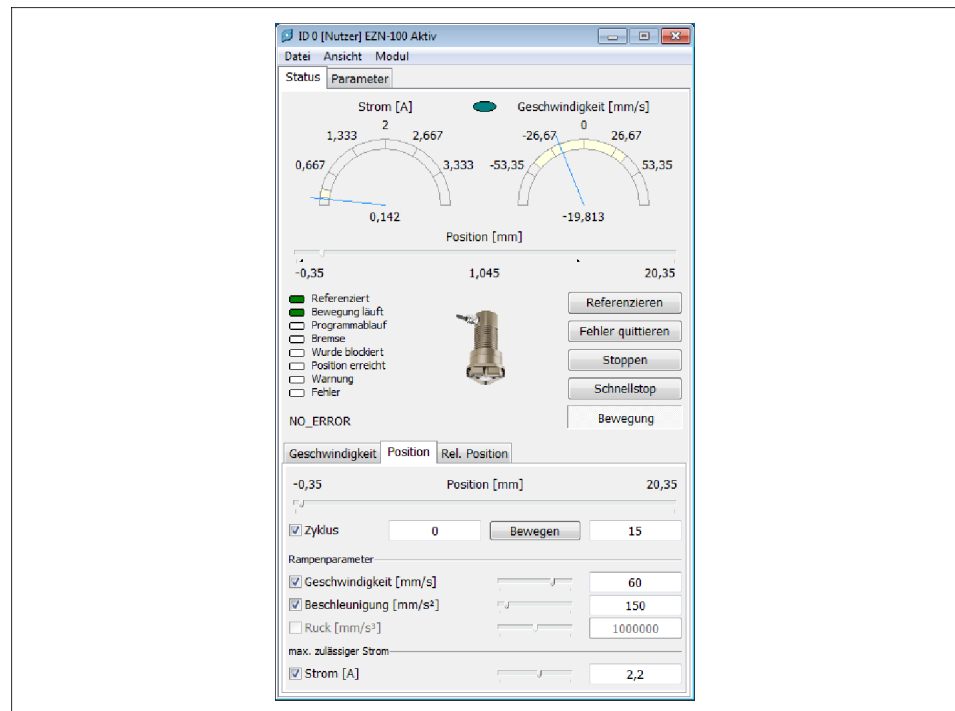 ID 0 [Nutzer] EZN-100 Aktiv
Datei Ansicht Modul
Status Parameter
Strom [A] Geschwindigkeit [mm/s]
2 0
1,333 2,667 -26,67 26,67
0,667 3,333 -53,35 53,35
0,142 -19,813
Position [mm]
-0,35 1,045 20,35
Referenziert
Bewegung läuft
Programmablauf
Bremse
Wurde blockiert
Position erreicht
Warnung
Fehler
NO_ERROR
Referenzieren
Fehler quittieren
Stoppen
Schnellstop
Bewegung
Geschwindigkeit Position Rel. Position
-0,35 Position [mm] 20,35
Zyklus 0 Bewegen 15
Rampenparameter
Geschwindigkeit [mm/s] 60
Beschleunigung [mm/s²] 150
Ruck [mm/s³] 1000000
max. zulässiger Strom
Strom [A] 2,2